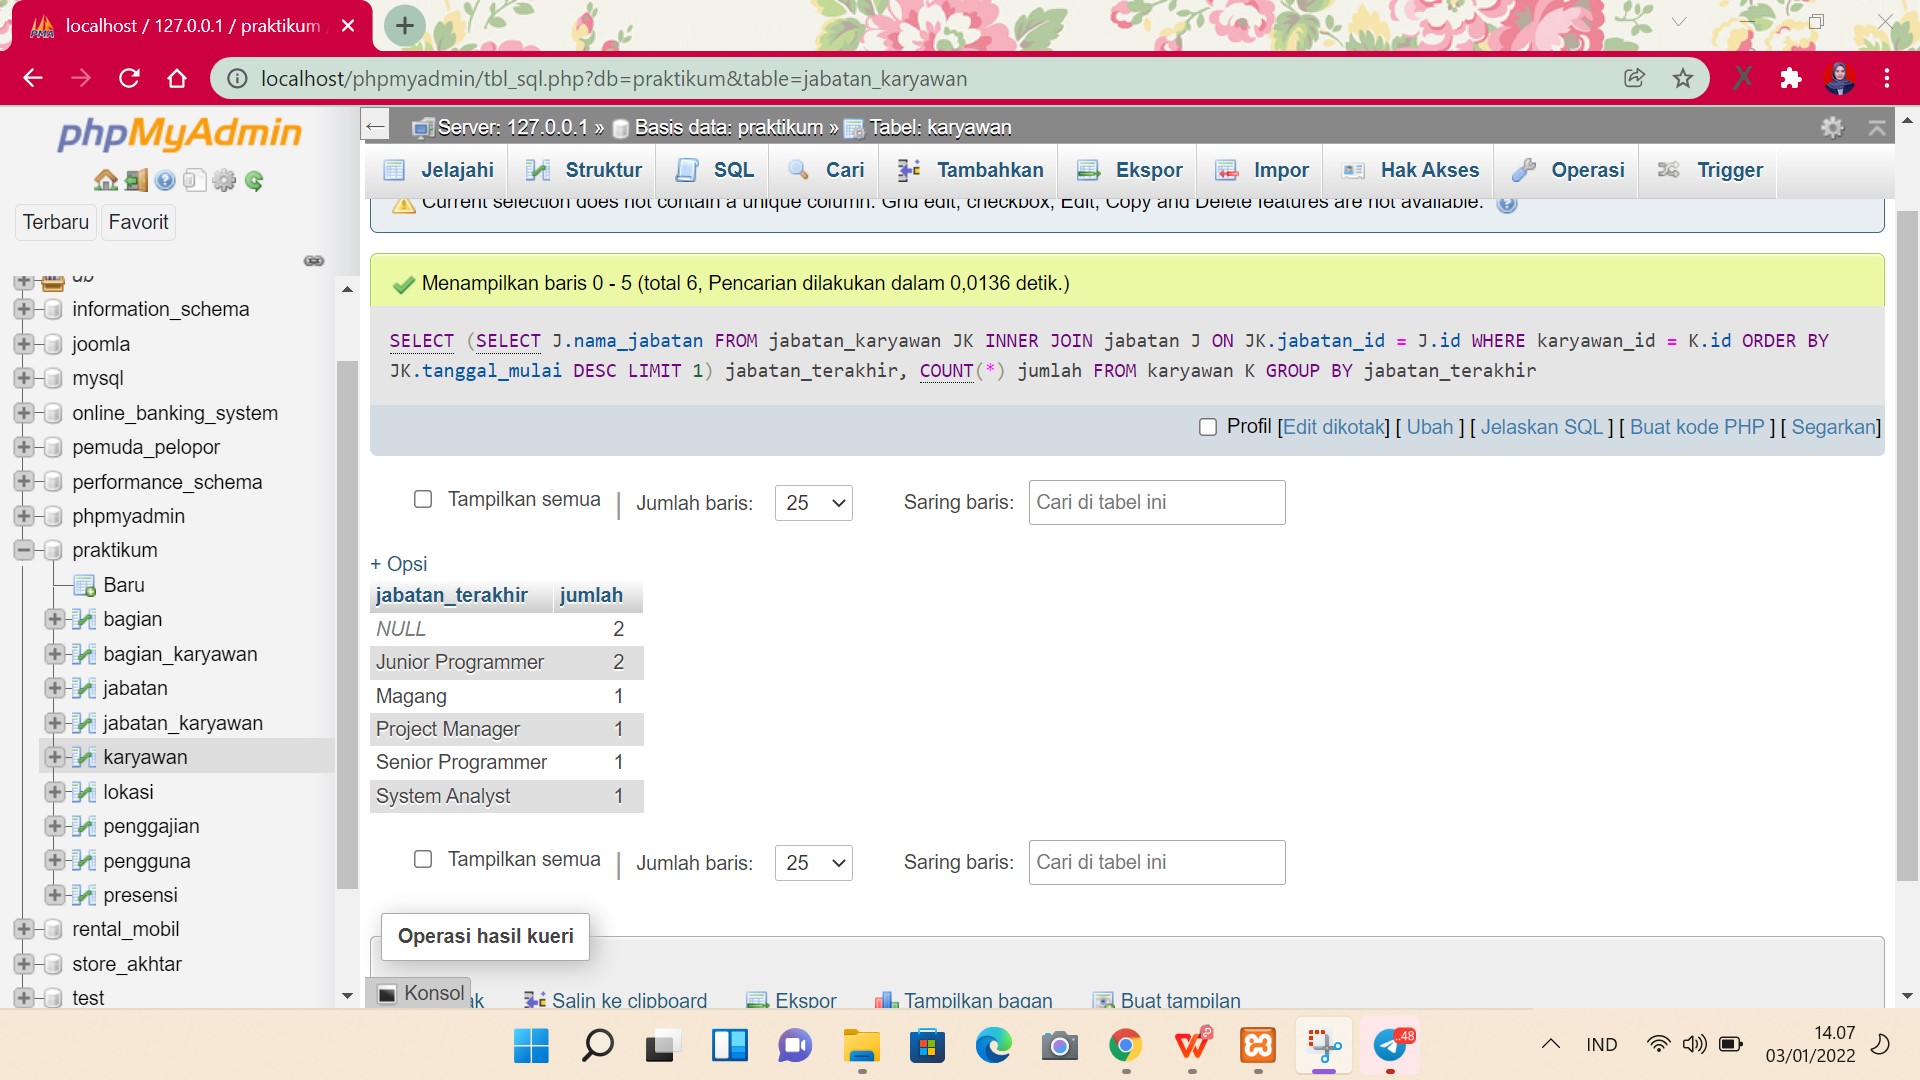 localhost / 127.0.0.1 / praktikum
localhost/phpmyadmin/tbl_sql.php?db=praktikum&table=jabatan_karyawan
phpMyAdmin
Terbaru
Favorit
db
information_schema
joomla
mysql
online_banking_system
pemuda_pelopor
performance_schema
phpmyadmin
praktikum
Baru
bagian
bagian_karyawan
jabatan
jabatan_karyawan
karyawan
lokasi
penggajian
pengguna
presensi
rental_mobil
store_akhtar
test
Server: 127.0.0.1 » Basis data: praktikum » Tabel: karyawan
Jelajahi Struktur SQL Cari Tambahkan Ekspor Impor Hak Akses Operasi Trigger
Current selection does not contain a unique column. Grid edit, checkbox, Edit, Copy and Delete features are not available.
Menampilkan baris 0 - 5 (total 6, Pencarian dilakukan dalam 0,0136 detik.)
SELECT (SELECT J.nama_jabatan FROM jabatan_karyawan JK INNER JOIN jabatan J ON JK.jabatan_id = J.id WHERE karyawan_id = K.id ORDER BY
JK.tanggal_mulai DESC LIMIT 1) jabatan_terakhir, COUNT(*) jumlah FROM karyawan K GROUP BY jabatan_terakhir
Profil [Edit dikotak] [ Ubah ] [ Jelaskan SQL ] [ Buat kode PHP ] [ Segarkan]
Tampilkan semua | Jumlah baris: 25 Saring baris: Cari di tabel ini
+ Opsi
jabatan_terakhir jumlah
NULL 2
Junior Programmer 2
Magang 1
Project Manager 1
Senior Programmer 1
System Analyst 1
Tampilkan semua | Jumlah baris: 25 Saring baris: Cari di tabel ini
Operasi hasil kueri
Konsol
Salin ke clipboard Ekspor Tampilkan bagan Buat tampilan
48
IND
14.07
03/01/2022